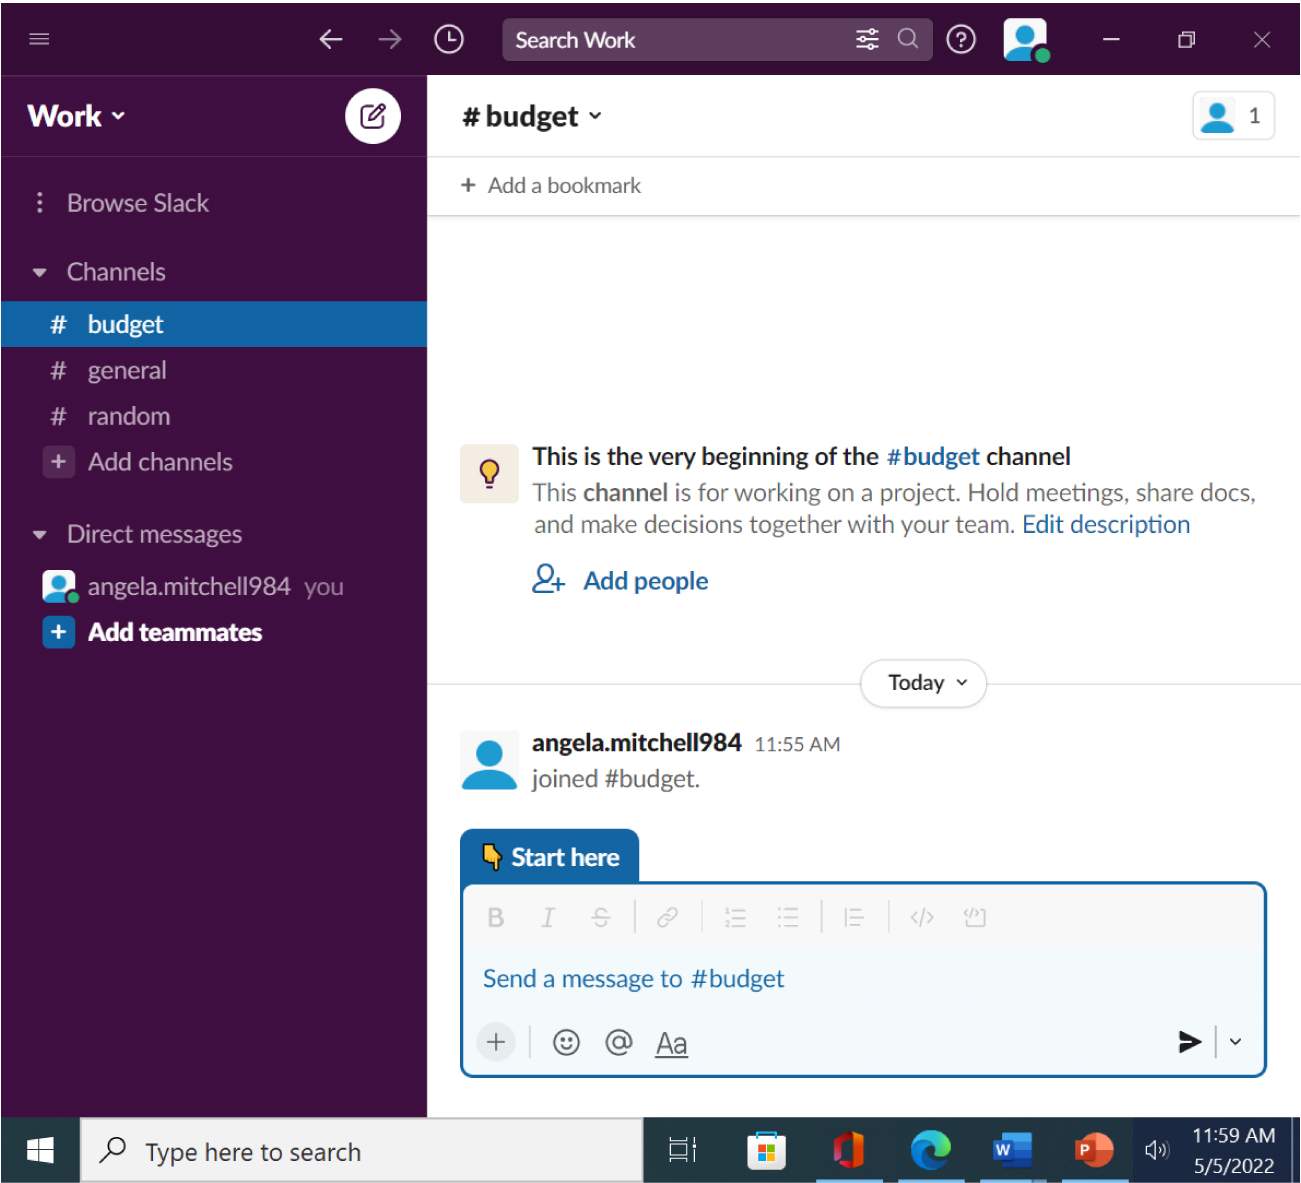 Search Work
Work
# budget
1
+ Add a bookmark
Browse Slack
Channels
# budget
# general
# random
+ Add channels
Direct messages
angela.mitchell984 you
+ Add teammates
This is the very beginning of the #budget channel
This channel is for working on a project. Hold meetings, share docs,
and make decisions together with your team. Edit description
Add people
Today
angela.mitchell984 11:55 AM
joined #budget.
Start here
B I S
Send a message to #budget
+ @ Aa
Type here to search
W
P
11:59 AM
5/5/2022